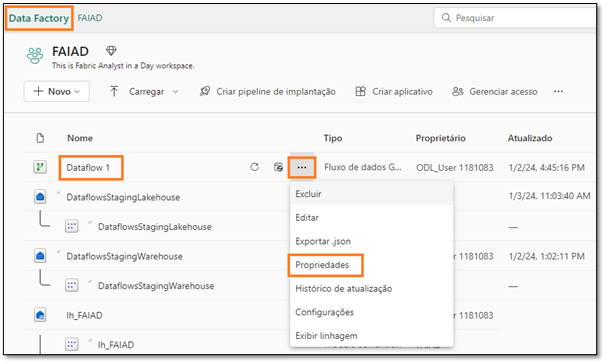 Data Factory FAIAD Pesquisar
FAIAD
This is Fabric Analyst in a Day workspace.
Novo Carregar Criar pipeline de implantação Criar aplicativo Gerenciar acesso ...
Nome Tipo Proprietário Atualizado
Dataflow 1 ... Fluxo de dados G... ODL_User 1181083 1/2/24, 4:45:16 PM
Excluir
DataflowsStagingLakehouse 1/3/24, 11:03:40 AM
Editar
DataflowsStagingLakehouse —
Exportar .json
DataflowsStagingWarehouse 1/2/24, 1:02:11 PM
Propriedades
DataflowsStagingWarehouse —
Histórico de atualização
lh_FAIAD
Configurações
lh_FAIAD —
Exibir linhagem